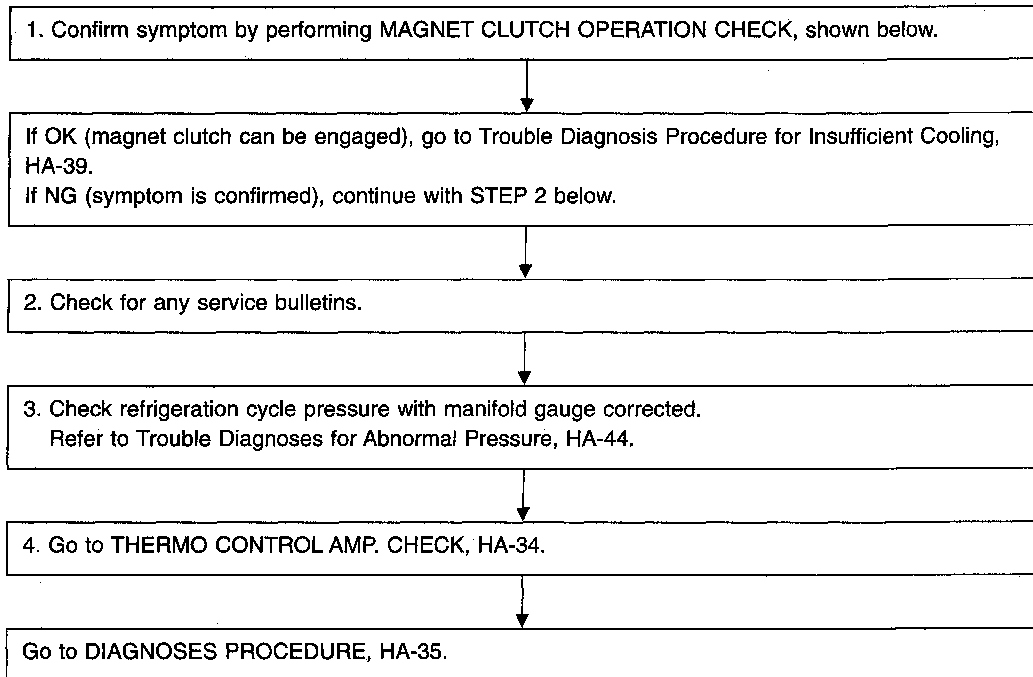 1. Confirm symptom by performing MAGNET CLUTCH OPERATION CHECK, shown below.
If OK (magnet clutch can be engaged), go to Trouble Diagnosis Procedure for Insufficient Cooling,
HA-39.
If NG (symptom is confirmed), continue with STEP 2 below.
2. Check for any service bulletins.
3. Check refrigeration cycle pressure with manifold gauge corrected.
Refer to Trouble Diagnoses for Abnormal Pressure, HA-44.
4. Go to THERMO CONTROL AMP. CHECK, HA-34.
Go to DIAGNOSES PROCEDURE, HA-35.